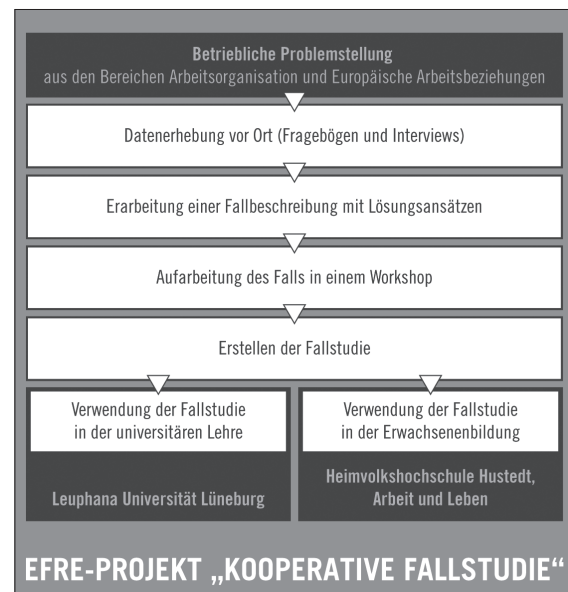 Betriebliche Problemstellung
aus den Bereichen Arbeitsorganisation und Europäische Arbeitsbeziehungen
Datenerhebung vor Ort (Fragebögen und Interviews)
Erarbeitung einer Fallbeschreibung mit Lösungsansätzen
Aufarbeitung des Falls in einem Workshop
Erstellen der Fallstudie
Verwendung der Fallstudie
in der universitären Lehre
Leuphana Universität Lüneburg
Verwendung der Fallstudie
in der Erwachsenenbildung
Heimvolkshochschule Hustedt,
Arbeit und Leben
EFRE-PROJEKT „KOOPERATIVE FALLSTUDIE“